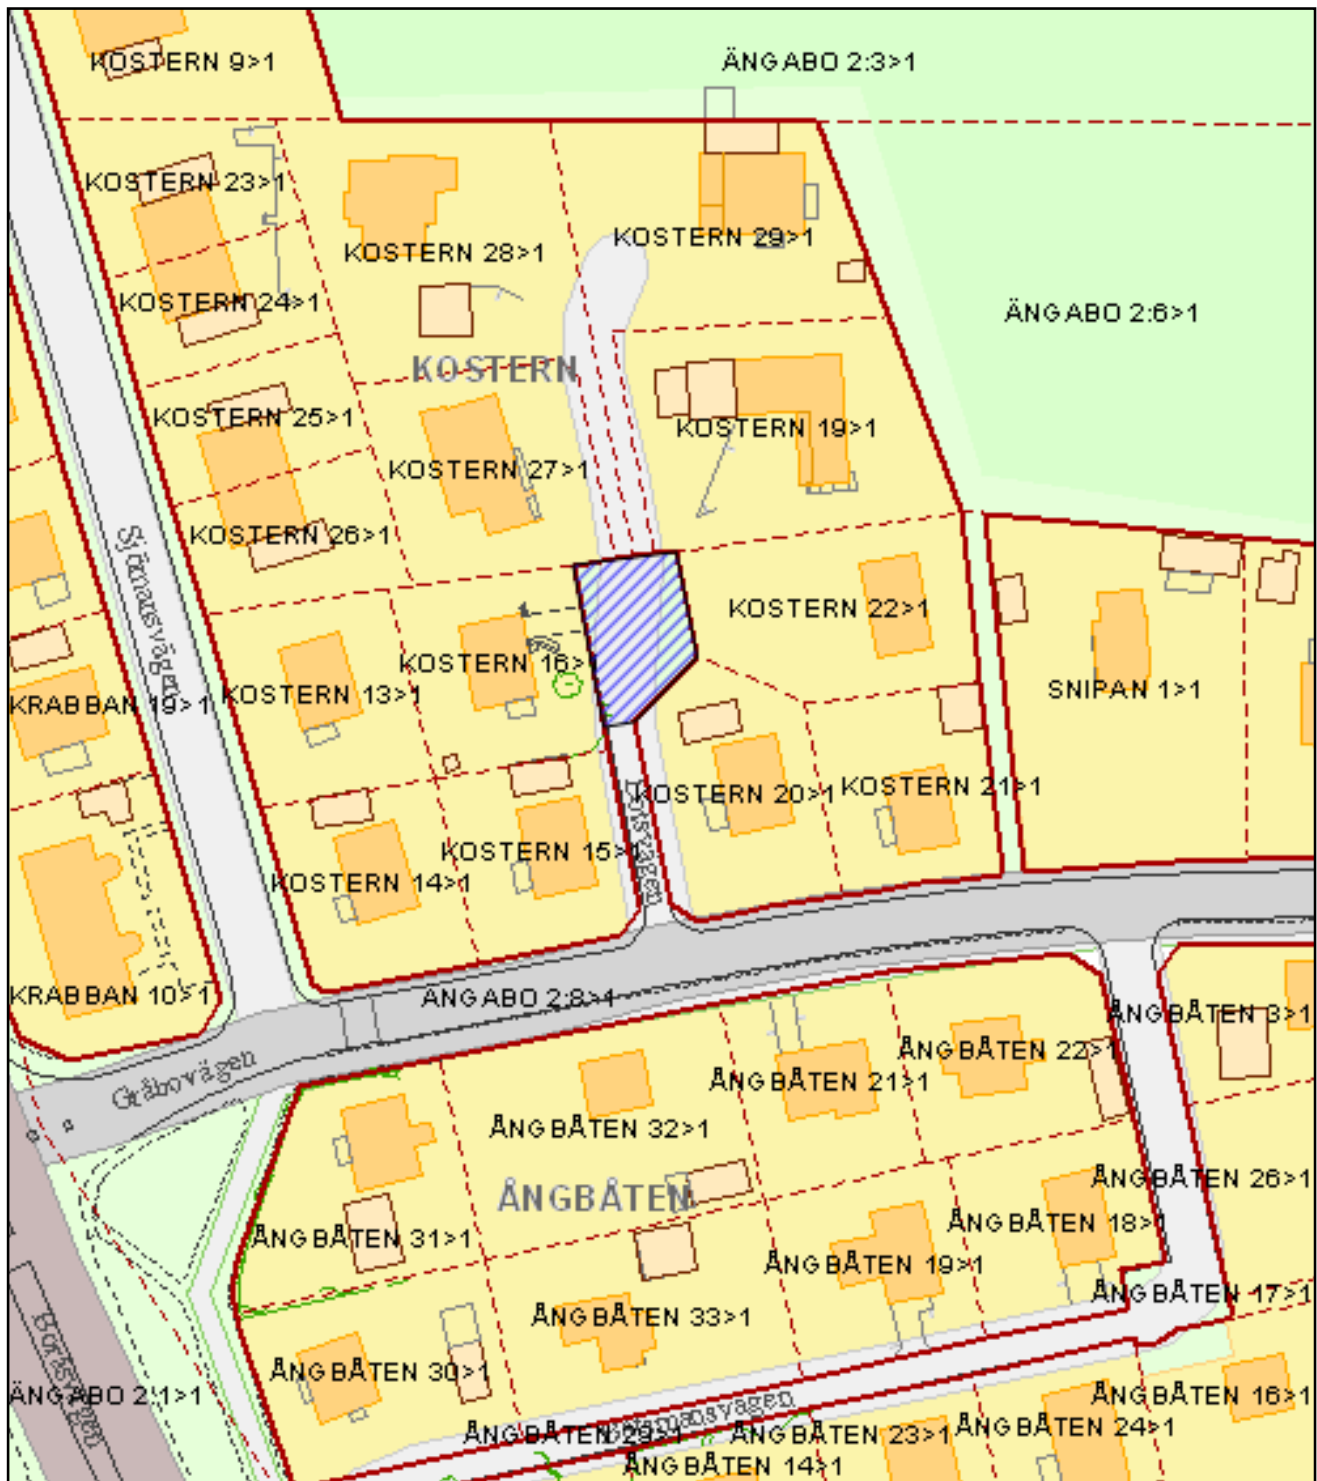 KOSTERN 9>1
ÄNGABO 2:3>1
KOSTERN 23>1
KOSTERN 28>1
KOSTERN 29>1
KOSTERN 24>1
ÄNGABO 2:6>1
KOSTERN
KOSTERN 25>1
KOSTERN 19>1
KOSTERN 27>1
KOSTERN 26>1
Sjömansvägen
KOSTERN 22>1
KOSTERN 16>1
KOSTERN 13>1
SNIPAN 1>1
KRABBAN 19>1
KOSTERN 20>1
KOSTERN 21>1
KOSTERN 15>1
KOSTERN 14>1
KRABBAN 10>1
ÄNGABO 2:8>1
ÅNGBÅTEN 3>1
ÅNGBÅTEN 22>1
Gråbovägen
ÅNGBÅTEN 21>1
ÅNGBÅTEN 32>1
ÅNGBÅTEN 26>1
ÅNGBÅTEN
ÅNGBÅTEN 18>1
ÅNGBÅTEN 31>1
ÅNGBÅTEN 19>1
ÅNGBÅTEN 17>1
ÅNGBÅTEN 33>1
ÅNGBÅTEN 30>1
ÄNGABO 2:1>1
ÅNGBÅTEN 16>1
ÅNGBÅTEN 29>1
ÅNGBÅTEN 23>1
ÅNGBÅTEN 24>1
ÅNGBÅTEN 14>1